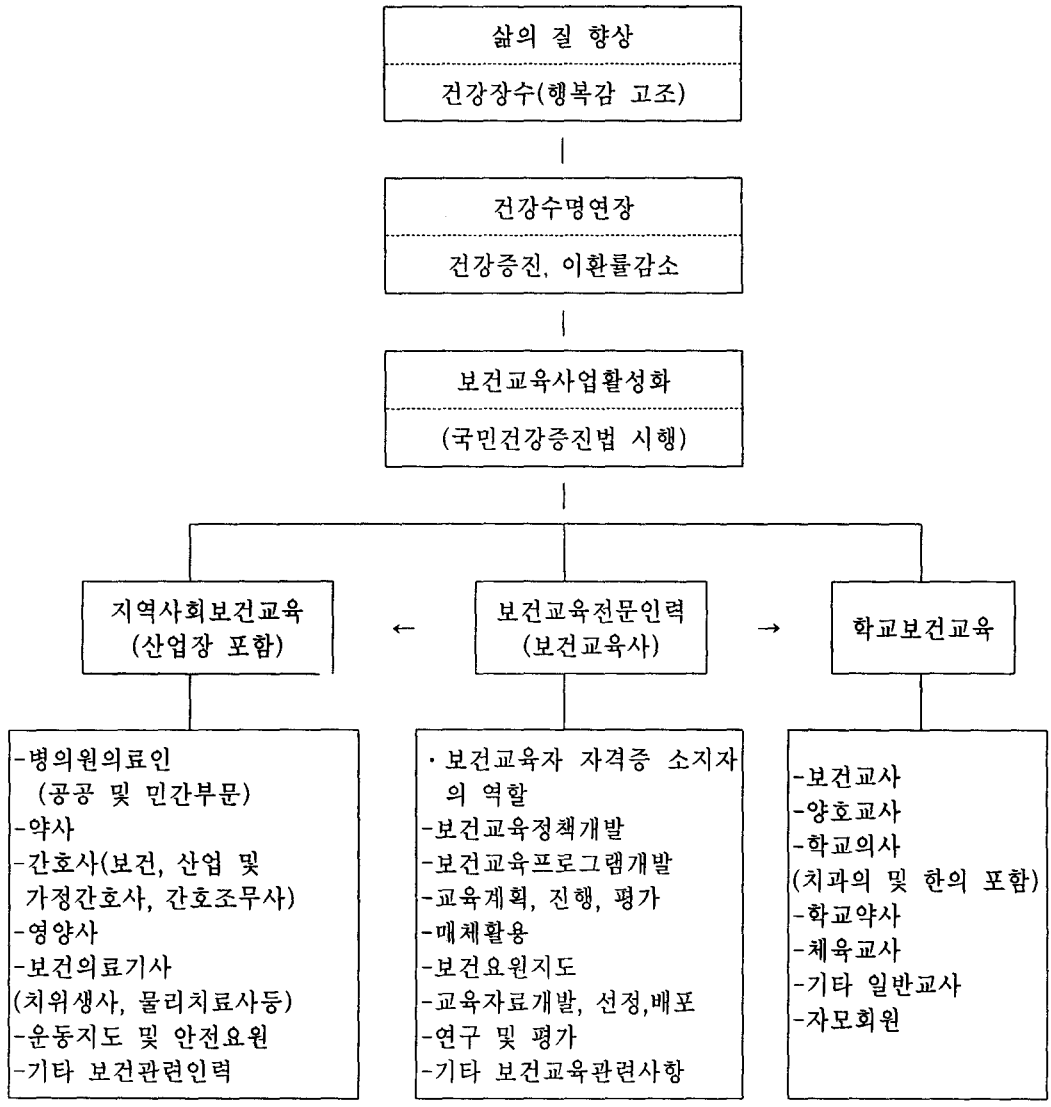 삶의 질 향상
건강장수(행복감 고조)
건강수명연장
건강증진, 이환률감소
보건교육사업활성화
(국민건강증진법 시행)
지역사회보건교육
(산업장 포함)
←
보건교육전문인력
(보건교육사)
→
학교보건교육
-병의원의료인
(공공 및 민간부문)
-약사
-간호사(보건, 산업 및
가정간호사, 간호조무사)
-영양사
-보건의료기사
(치위생사, 물리치료사등)
-운동지도 및 안전요원
-기타 보건관련인력
· 보건교육자 자격증 소지자
의 역할
-보건교육정책개발
-보건교육프로그램개발
-교육계획, 진행, 평가
-매체활용
-보건요원지도
-교육자료개발, 선정,배포
-연구 및 평가
-기타 보건교육관련사항
-보건교사
-양호교사
-학교의사
(치과의 및 한의 포함)
-학교약사
-체육교사
-기타 일반교사
-자모회원